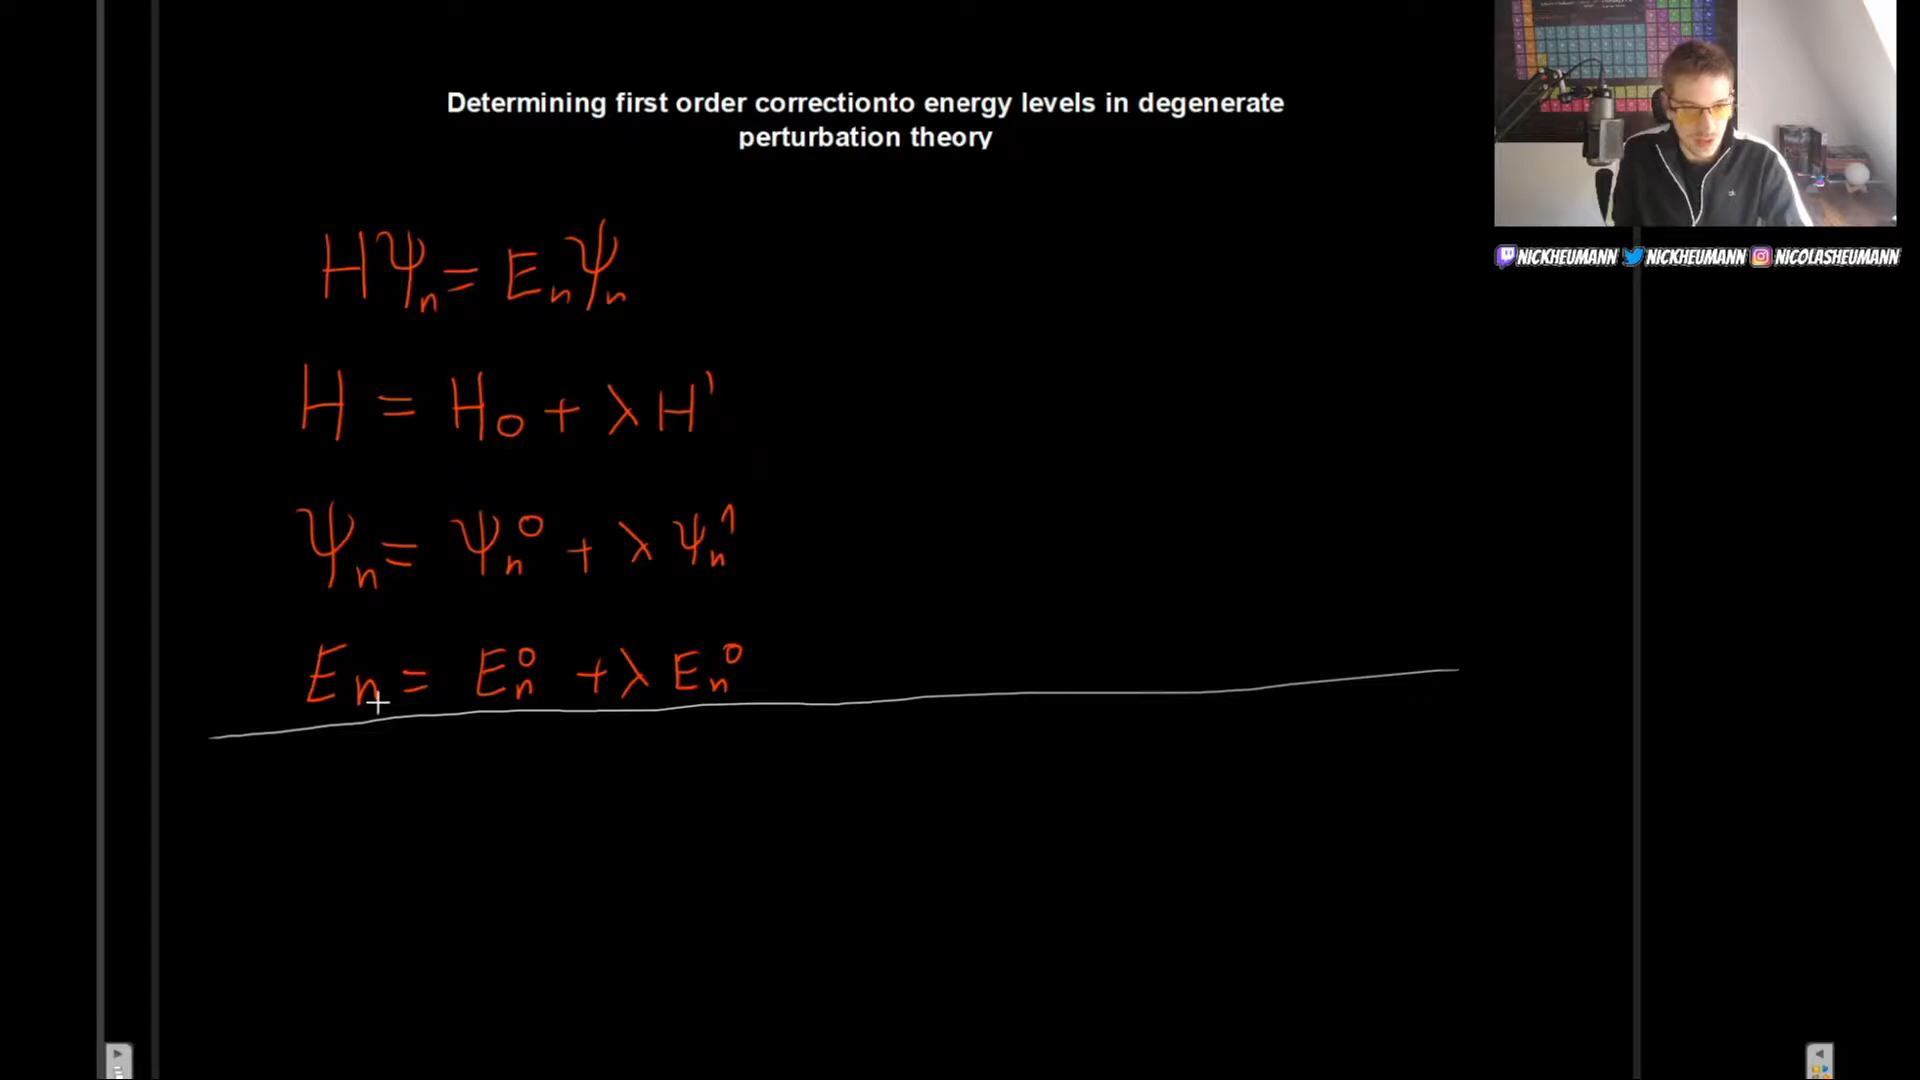 Determining first order correctionto energy levels in degenerate
perturbation theory
NICKHEUMANN NICKHEUMANN NICOLASHEUMANN
HΨₙ = EₙΨₙ
H = H₀ + λH'
Ψₙ = Ψₙ⁰ + λΨₙ¹
Eₙ = Eₙ⁰ + λEₙ⁰